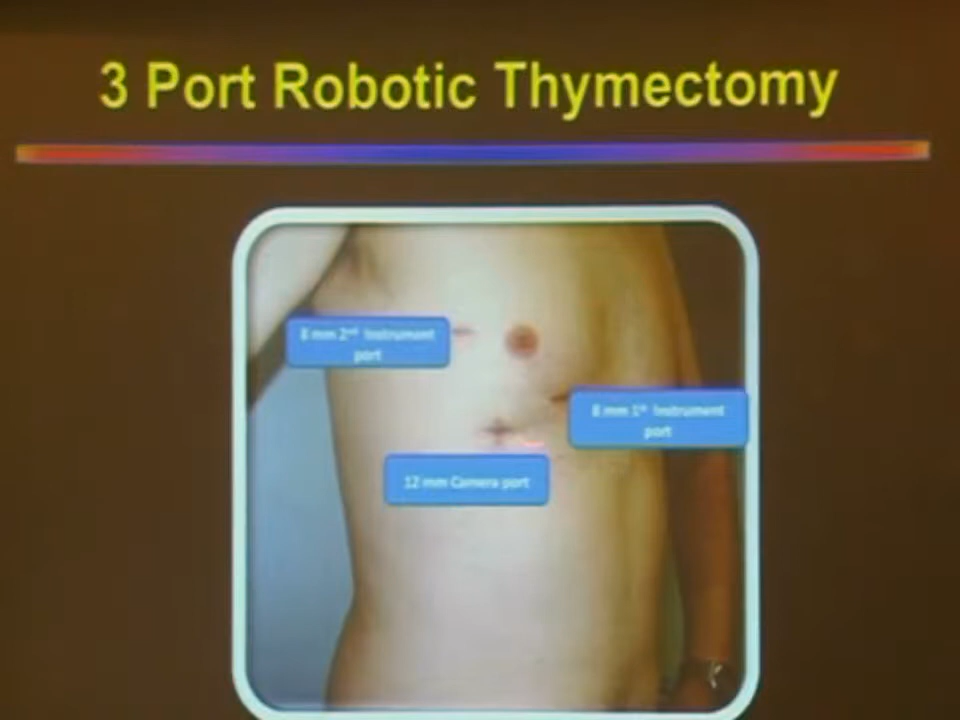 3 Port Robotic Thymectomy
8 mm 2nd Instrument
port
8 mm 1st Instrument
port
12 mm Camera port